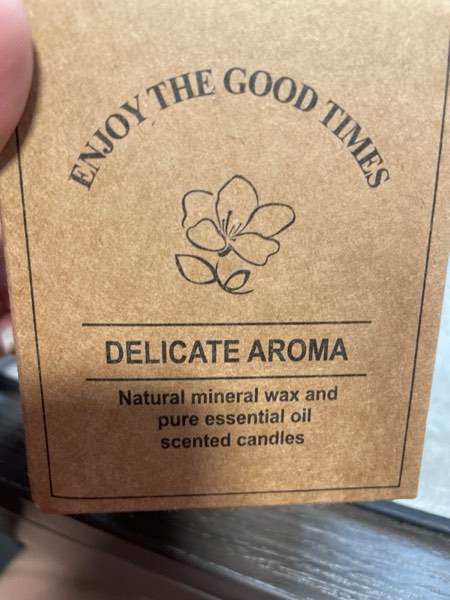 ENJOY THE GOOD TIMES
DELICATE AROMA
Natural mineral wax and
pure essential oil
scented candles